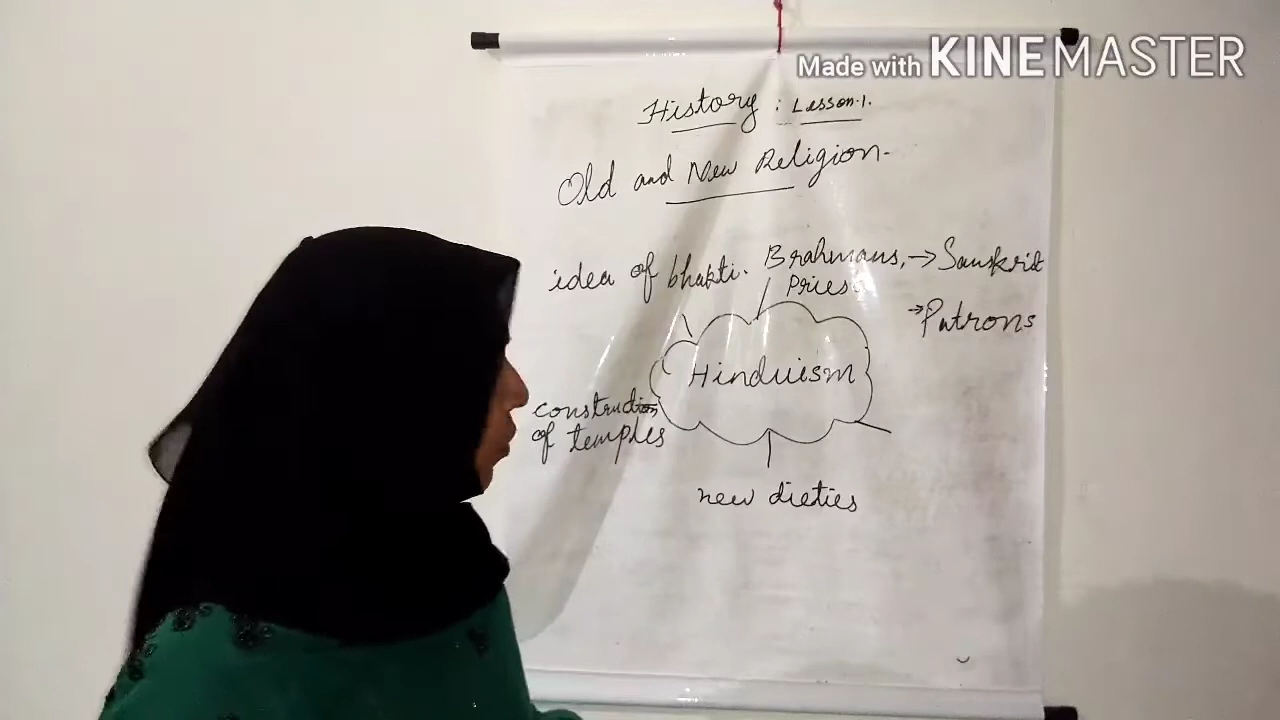 Made with KINEMASTER
History : Lesson.1.
Old and New Religion.
idea of bhakti.
Brahmans, → Sanskrit
Priest
→ Patrons
Hinduism
construction
of temples
new dieties